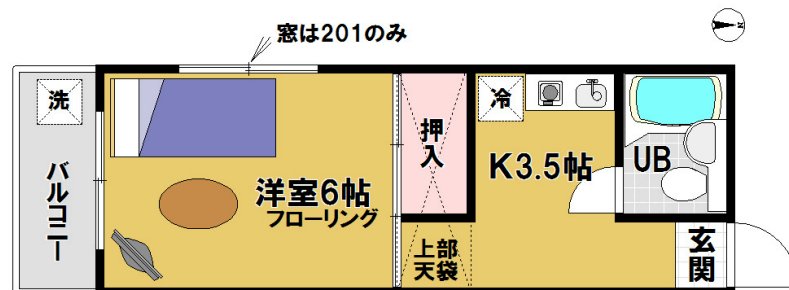 窓は201のみ
N
洗
バルコニー
洋室6帖
フローリング
押入
上部
天袋
冷
K3.5帖
UB
玄関